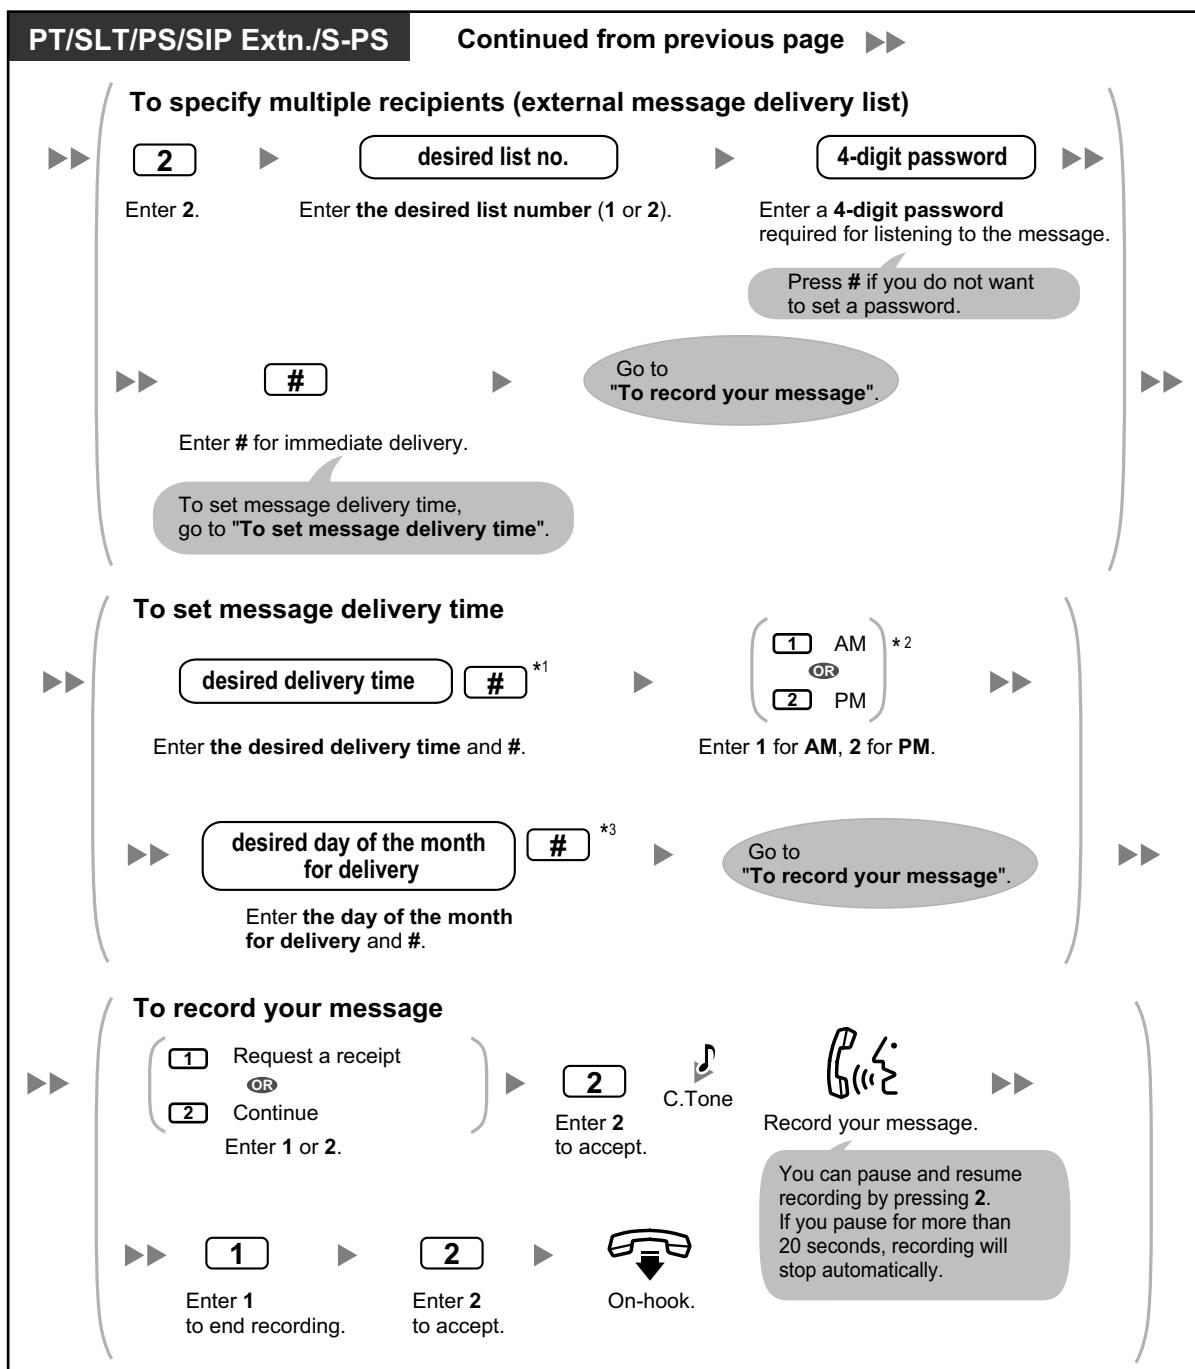 PT/SLT/PS/SIP Extn./S-PS Continued from previous page
To specify multiple recipients (external message delivery list)
2 desired list no. 4-digit password
Enter 2. Enter the desired list number (1 or 2). Enter a 4-digit password
required for listening to the message.
Press # if you do not want
to set a password.
#
Go to
"To record your message".
Enter # for immediate delivery.
To set message delivery time,
go to "To set message delivery time".
To set message delivery time
desired delivery time # *1
1 AM *2
OR
2 PM
Enter the desired delivery time and #. Enter 1 for AM, 2 for PM.
desired day of the month
for delivery # *3
Go to
"To record your message".
Enter the day of the month
for delivery and #.
To record your message
1 Request a receipt
OR
2 Continue
Enter 1 or 2.
2
Enter 2
to accept.
C.Tone
Record your message.
You can pause and resume
recording by pressing 2.
If you pause for more than
20 seconds, recording will
stop automatically.
1
Enter 1
to end recording.
2
Enter 2
to accept.
On-hook.